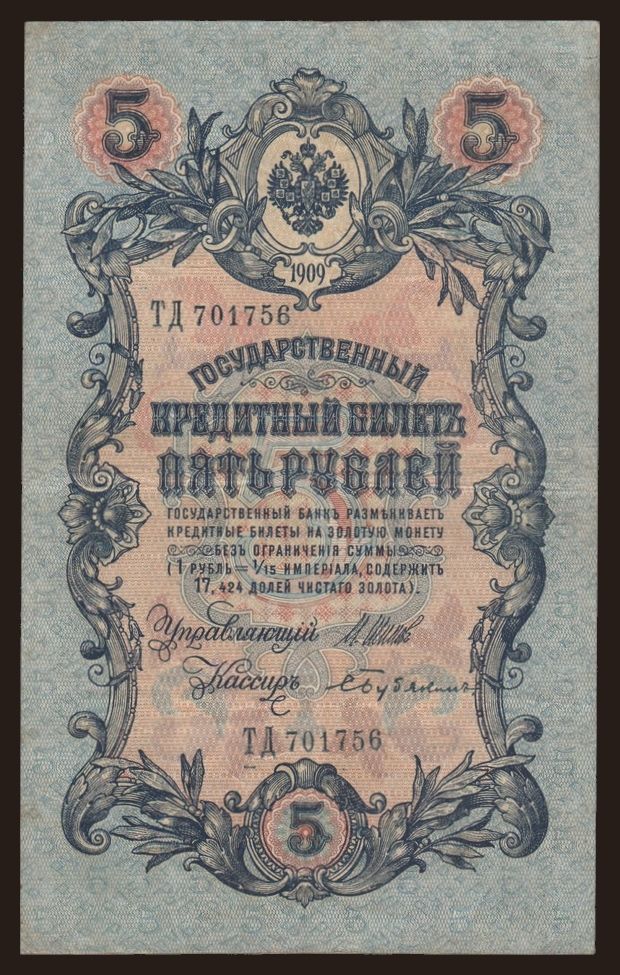 5 5
1909
ТД 701756
ГОСУДАРСТВЕННЫЙ
КРЕДИТНЫЙ БИЛЕТЪ
ПЯТЬ РУБЛЕЙ
ГОСУДАРСТВЕННЫЙ БАНКЪ РАЗМѢНИВАЕТЪ
КРЕДИТНЫЕ БИЛЕТЫ НА ЗОЛОТУЮ МОНЕТУ
БЕЗЪ ОГРАНИЧЕНІЯ СУММЫ
(1 РУБЛЬ = 1/15 ИМПЕРІАЛА, СОДЕРЖИТЪ
17,424 ДОЛЕЙ ЧИСТАГО ЗОЛОТА).
Управляющій И Шипов
Кассиръ
ТД 701756
5